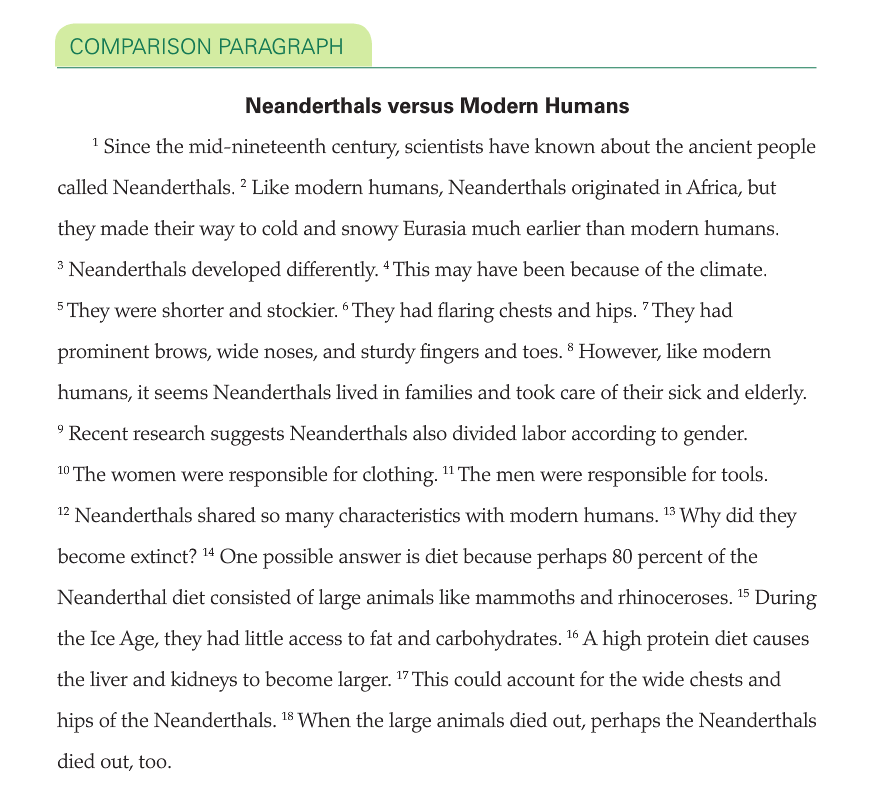 COMPARISON PARAGRAPH
Neanderthals versus Modern Humans
1 Since the mid-nineteenth century, scientists have known about the ancient people
called Neanderthals. 2 Like modern humans, Neanderthals originated in Africa, but
they made their way to cold and snowy Eurasia much earlier than modern humans.
3 Neanderthals developed differently. 4 This may have been because of the climate.
5 They were shorter and stockier. 6 They had flaring chests and hips. 7 They had
prominent brows, wide noses, and sturdy fingers and toes. 8 However, like modern
humans, it seems Neanderthals lived in families and took care of their sick and elderly.
9 Recent research suggests Neanderthals also divided labor according to gender.
10 The women were responsible for clothing. 11 The men were responsible for tools.
12 Neanderthals shared so many characteristics with modern humans. 13 Why did they
become extinct? 14 One possible answer is diet because perhaps 80 percent of the
Neanderthal diet consisted of large animals like mammoths and rhinoceroses. 15 During
the Ice Age, they had little access to fat and carbohydrates. 16 A high protein diet causes
the liver and kidneys to become larger. 17 This could account for the wide chests and
hips of the Neanderthals. 18 When the large animals died out, perhaps the Neanderthals
died out, too.